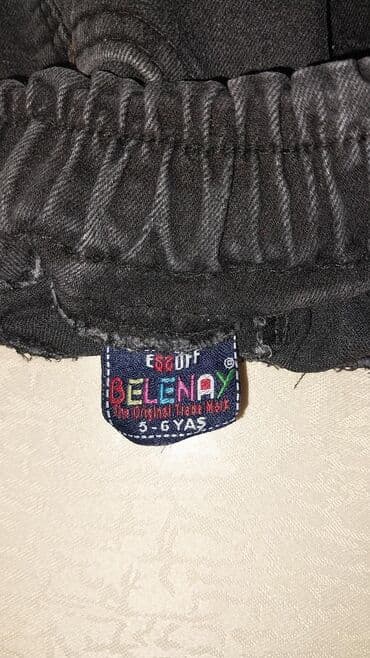 BELENAY ®
The Original Trade Mark
5-6 YAŞ